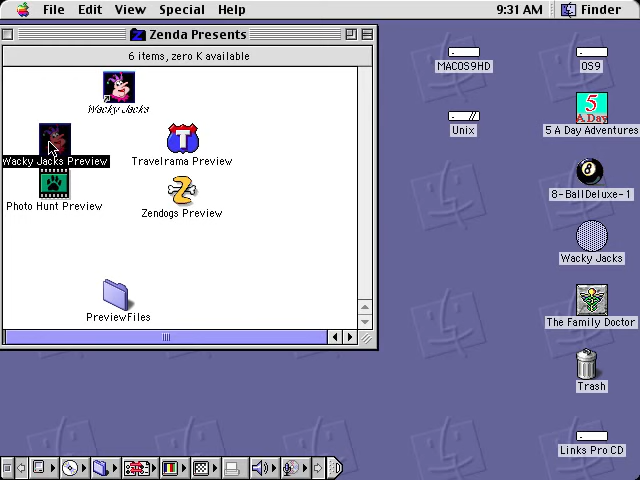 File Edit View Special Help 9:31 AM Finder
Zenda Presents
6 items, zero K available
Wacky Jacks
Wacky Jacks Preview
Travelrama Preview
Photo Hunt Preview
Zendogs Preview
PreviewFiles
MACOS9HD
OS9
Unix
5
A Day
5 A Day Adventures
8
8-BallDeluxe-1
Wacky Jacks
The Family Doctor
Trash
Links Pro CD